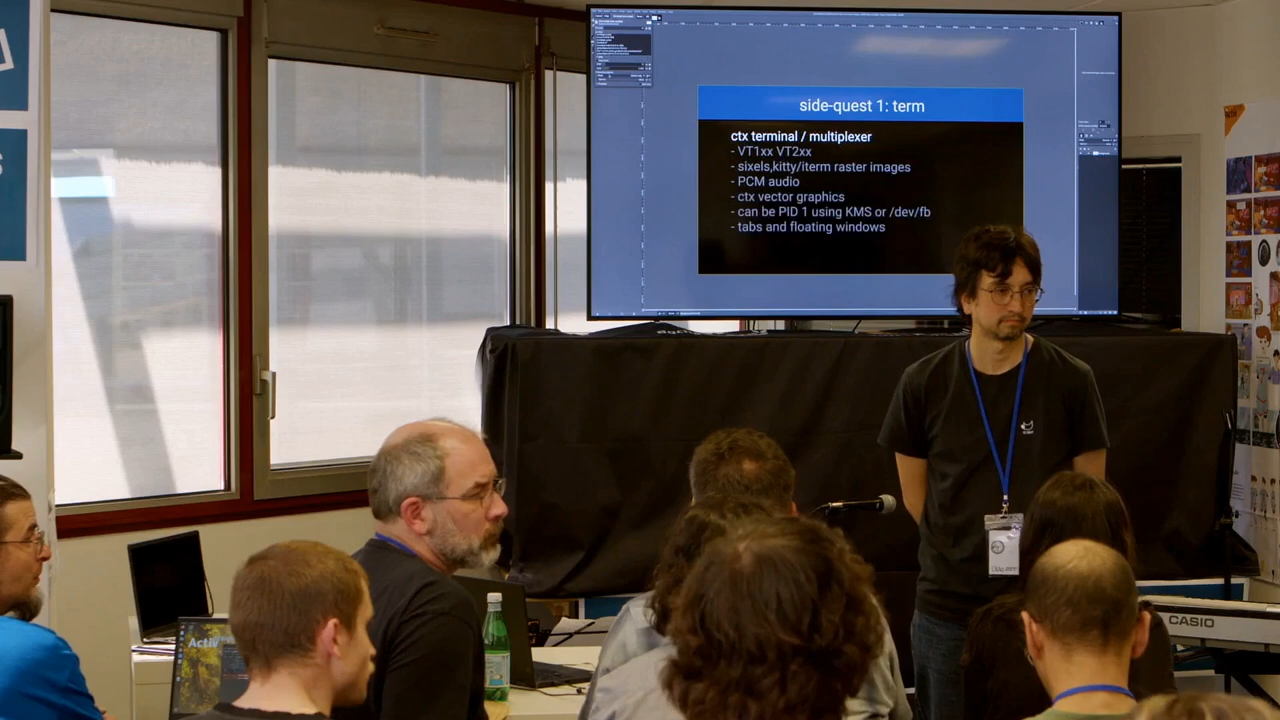 side-quest 1: term
ctx terminal / multiplexer
- VT1xx VT2xx
- sixels,kitty/iterm raster images
- PCM audio
- ctx vector graphics
- can be PID 1 using KMS or /dev/fb
- tabs and floating windows
CASIO
Activ